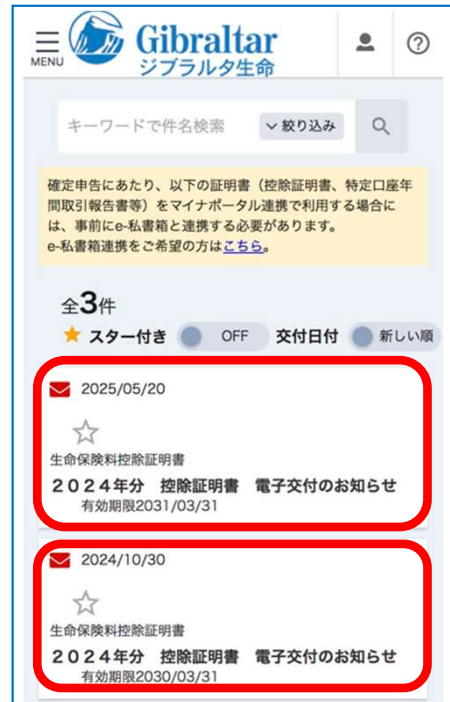 MENU
Gibraltar
ジブラルタ生命
キーワードで件名検索
絞り込み
確定申告にあたり、以下の証明書（控除証明書、特定口座年
間取引報告書等）をマイナポータル連携で利用する場合に
は、事前にe-私書箱と連携する必要があります。
e-私書箱連携をご希望の方はこちら。
全3件
スター付き OFF 交付日付 新しい順
2025/05/20
生命保険料控除証明書
２０２４年分　控除証明書　電子交付のお知らせ
有効期限2031/03/31
2024/10/30
生命保険料控除証明書
２０２４年分　控除証明書　電子交付のお知らせ
有効期限2030/03/31